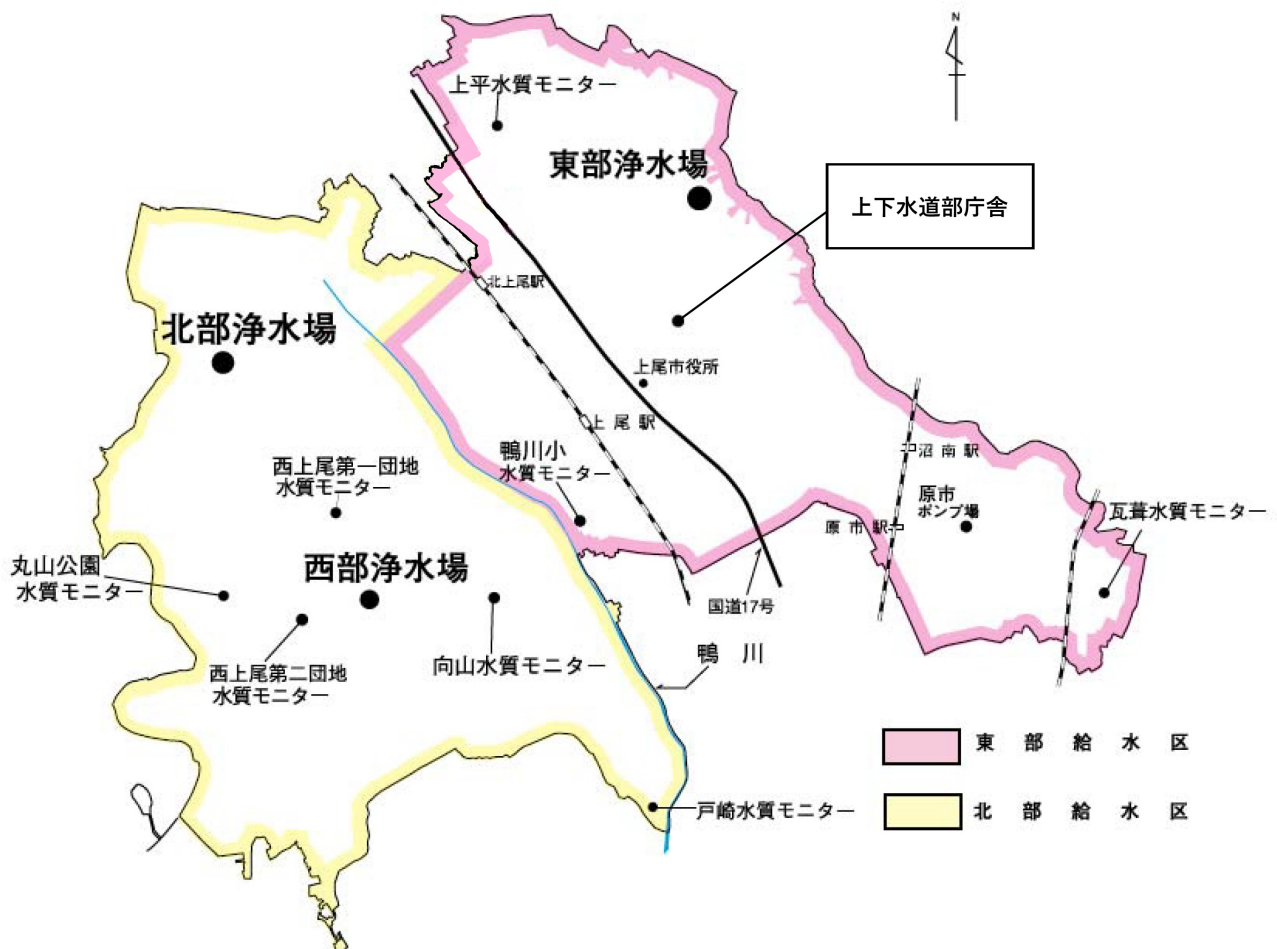 N
上平水質モニター
東部浄水場
上下水道部庁舎
北上尾駅
北部浄水場
上尾市役所
上尾駅
鴨川小
水質モニター
沼南駅
西上尾第一団地
水質モニター
原市
ポンプ場
原市駅
瓦葺水質モニター
丸山公園
水質モニター
西部浄水場
国道17号
向山水質モニター
鴨川
西上尾第二団地
水質モニター
東部給水区
戸崎水質モニター
北部給水区